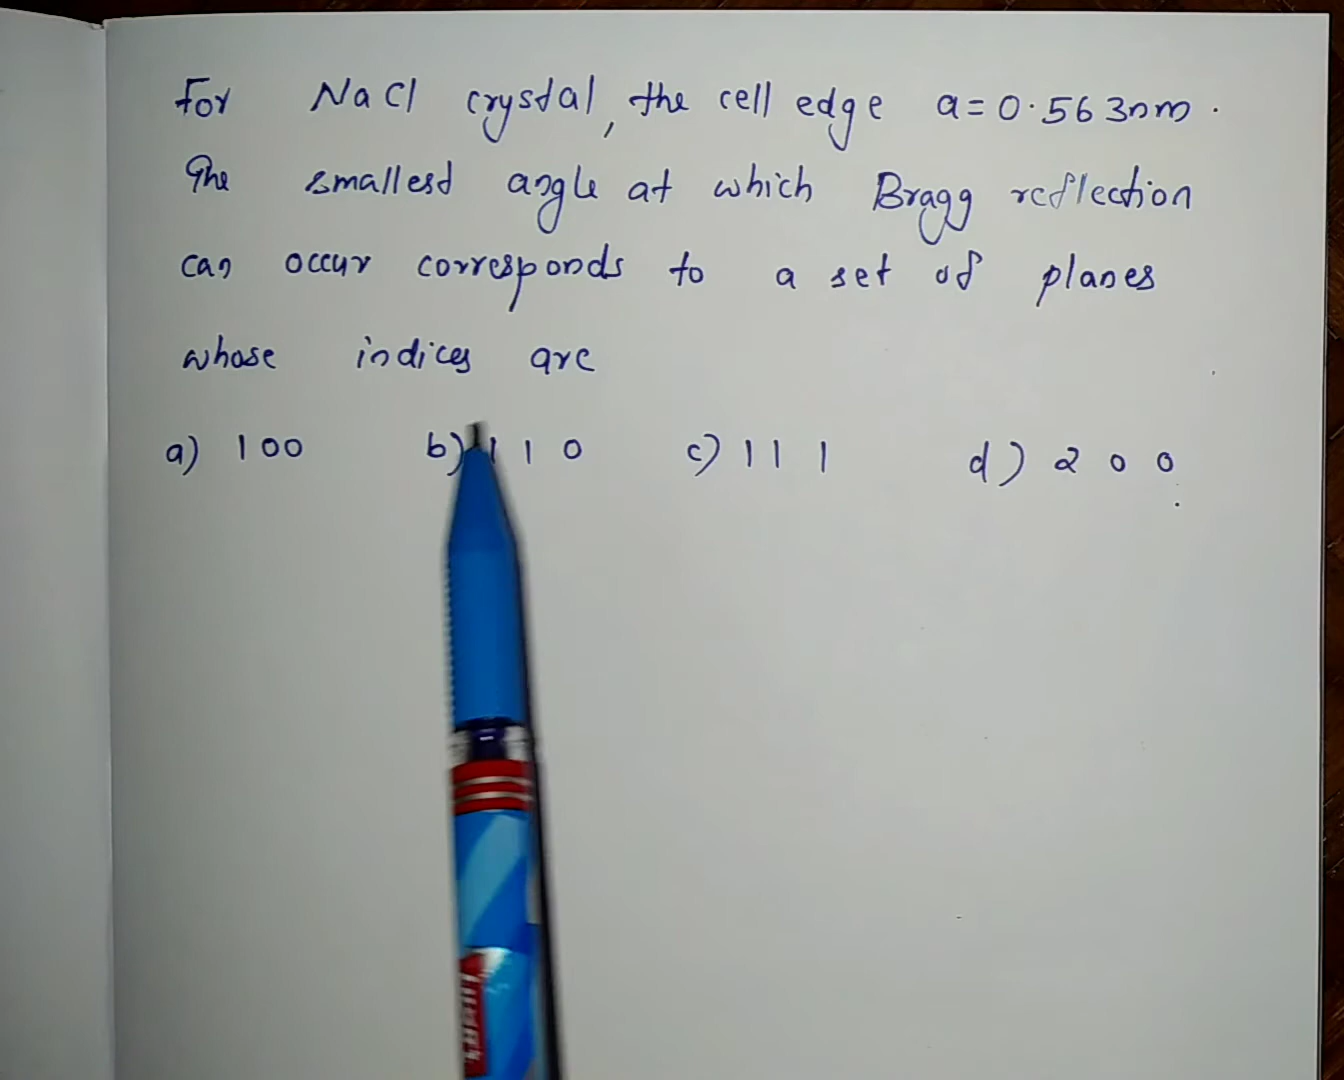 For NaCl crystal, the cell edge a = 0.563nm.
The smallest angle at which Bragg reflection
can occur corresponds to a set of planes
whose indices are
a) 100 b) 110 c) 111 d) 200